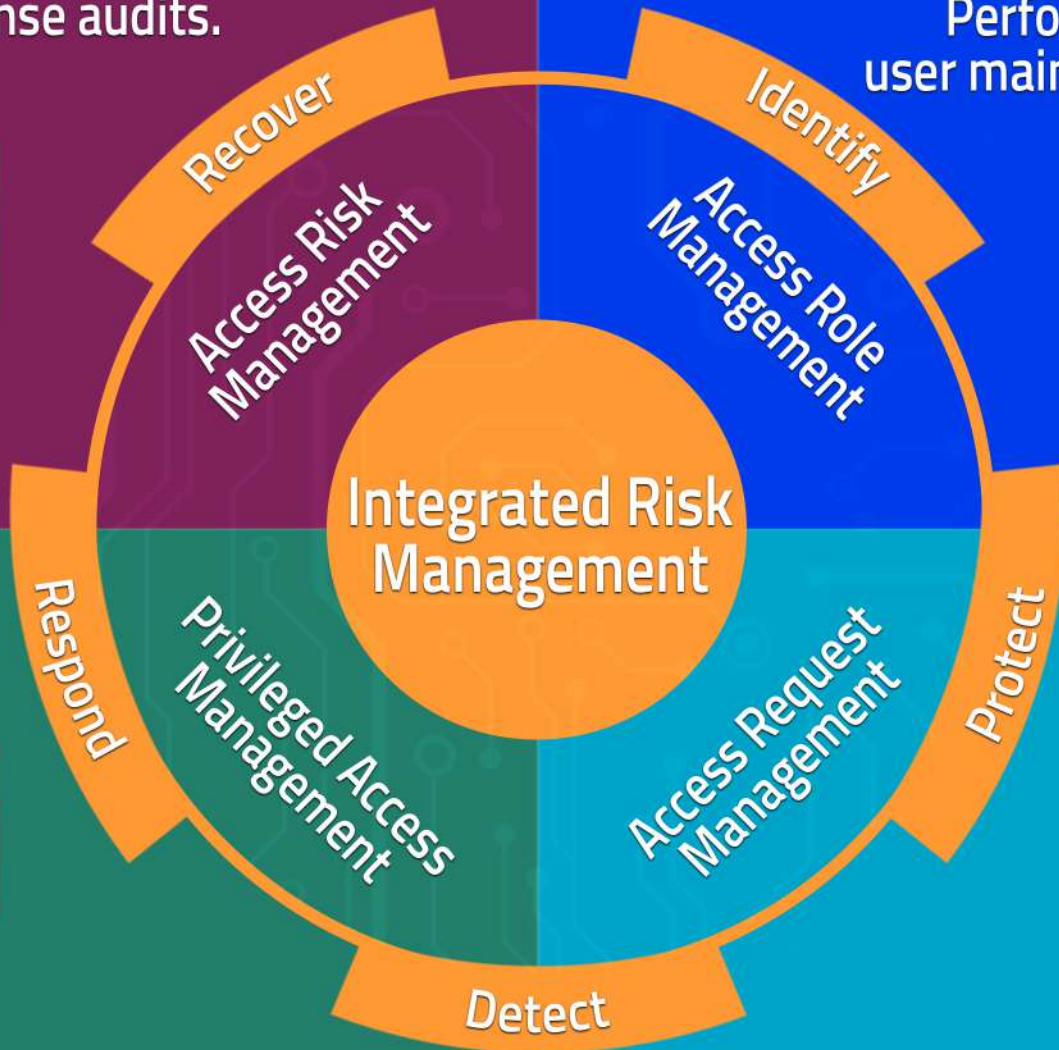 nse audits.
Perfo
user main
Recover
Identify
Access Risk
Management
Access Role
Management
Integrated Risk
Management
Respond
Protect
Privileged Access
Management
Access Request
Management
Detect